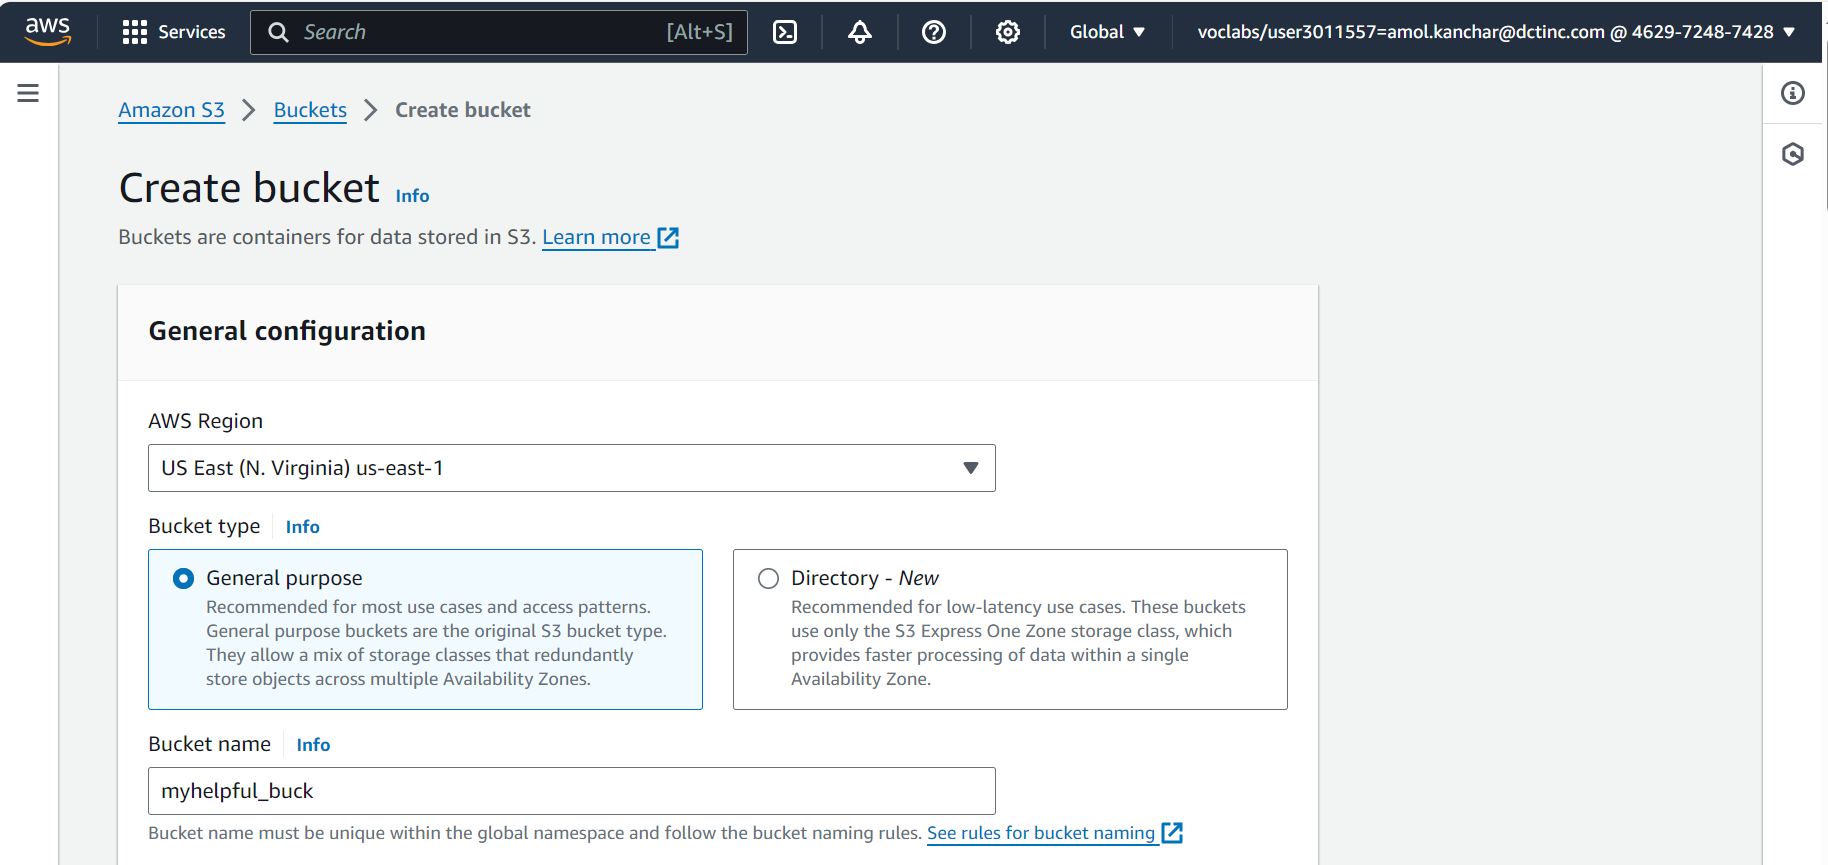 aws
Services
Search [Alt+S]
Global
voclabs/user3011557=amol.kanchar@dctinc.com @ 4629-7248-7428
Amazon S3 > Buckets > Create bucket
Create bucket Info
Buckets are containers for data stored in S3. Learn more
General configuration
AWS Region
US East (N. Virginia) us-east-1
Bucket type Info
General purpose
Recommended for most use cases and access patterns.
General purpose buckets are the original S3 bucket type.
They allow a mix of storage classes that redundantly
store objects across multiple Availability Zones.
Directory - New
Recommended for low-latency use cases. These buckets
use only the S3 Express One Zone storage class, which
provides faster processing of data within a single
Availability Zone.
Bucket name Info
myhelpful_buck
Bucket name must be unique within the global namespace and follow the bucket naming rules. See rules for bucket naming